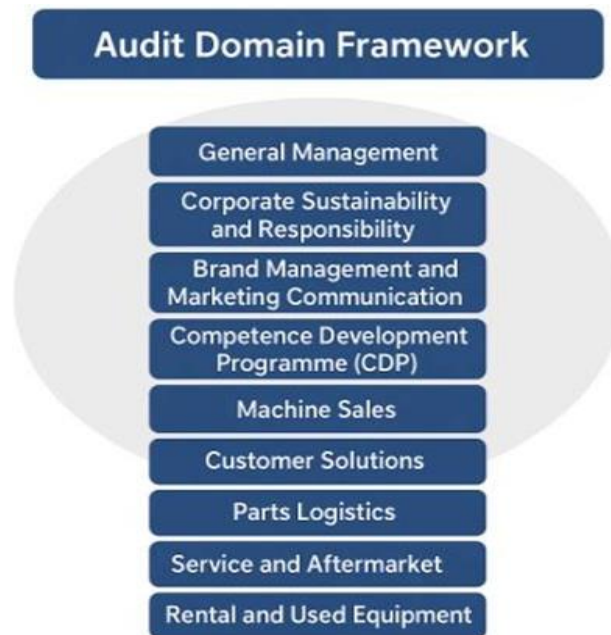 Audit Domain Framework
General Management
Corporate Sustainability
and Responsibility
Brand Management and
Marketing Communication
Competence Development
Programme (CDP)
Machine Sales
Customer Solutions
Parts Logistics
Service and Aftermarket
Rental and Used Equipment